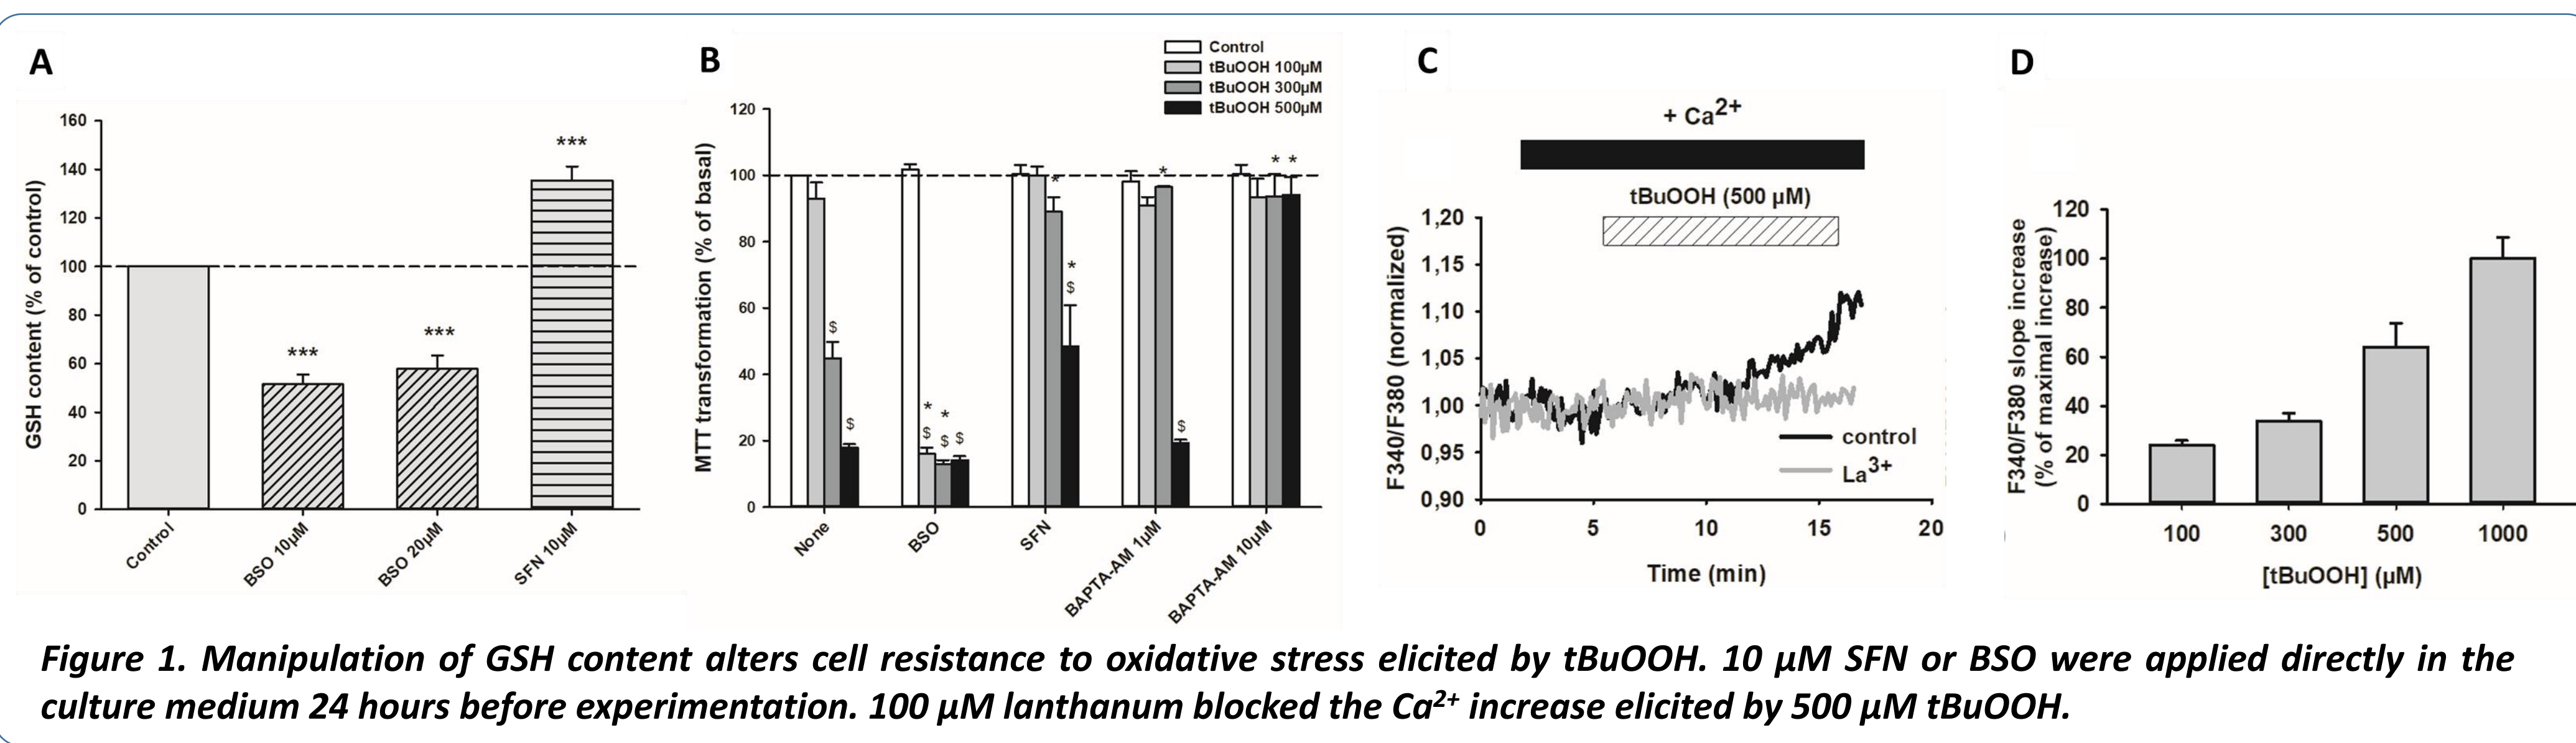 A
GSH content (% of control)
160
140
120
100
80
60
40
20
0
***
***
***
Control
BSO 10µM
BSO 20µM
SFN 10µM
B
Control
tBuOOH 100µM
tBuOOH 300µM
tBuOOH 500µM
MTT transformation (% of basal)
120
100
80
60
40
20
0
$
$
*
$
*
$
$
*
*
$
*
$
* *
None
BSO
SFN
BAPTA-AM 1µM
BAPTA-AM 10µM
C
+ Ca2+
tBuOOH (500 µM)
F340/F380 (normalized)
1,20
1,15
1,10
1,05
1,00
0,95
0,90
control
La3+
0 5 10 15 20
Time (min)
D
F340/F380 slope increase
(% of maximal increase)
120
100
80
60
40
20
0
100 300 500 1000
[tBuOOH] (µM)
Figure 1. Manipulation of GSH content alters cell resistance to oxidative stress elicited by tBuOOH. 10 µM SFN or BSO were applied directly in the
culture medium 24 hours before experimentation. 100 µM lanthanum blocked the Ca2+ increase elicited by 500 µM tBuOOH.